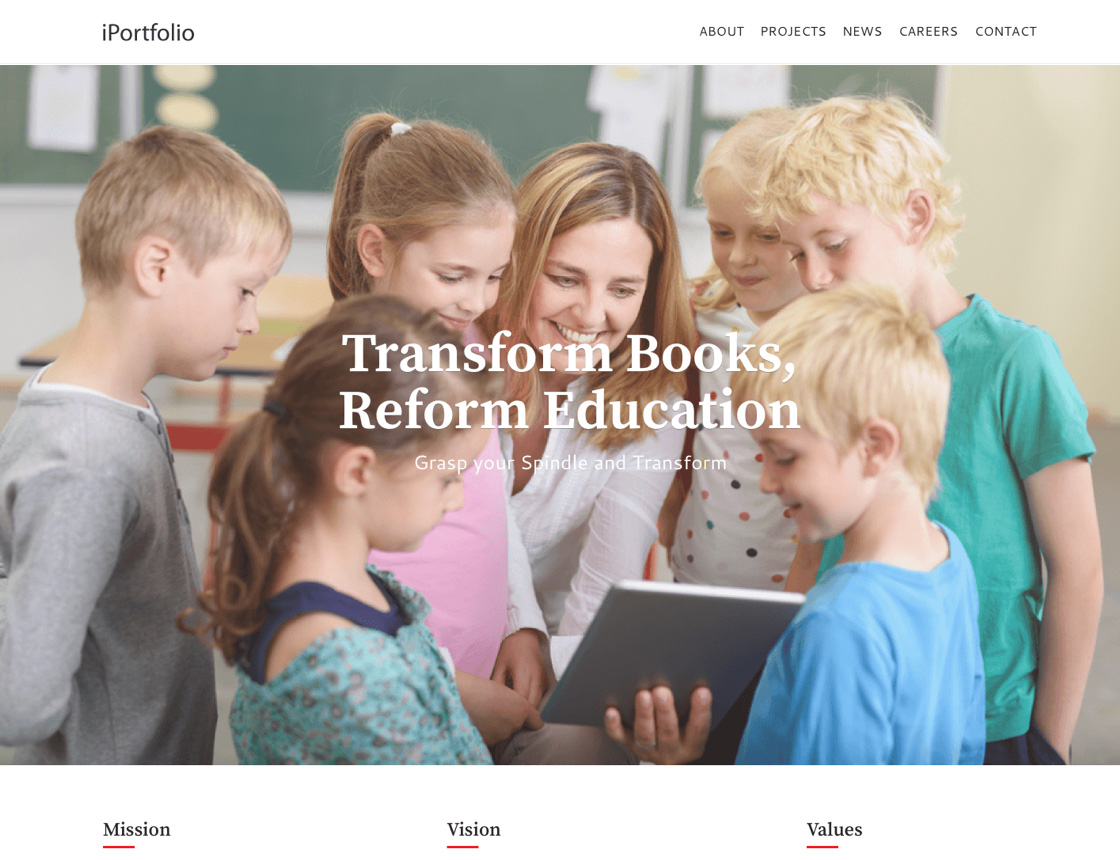 iPortfolio
ABOUT PROJECTS NEWS CAREERS CONTACT
Transform Books,
Reform Education
Grasp your Spindle and Transform
Mission Vision Values